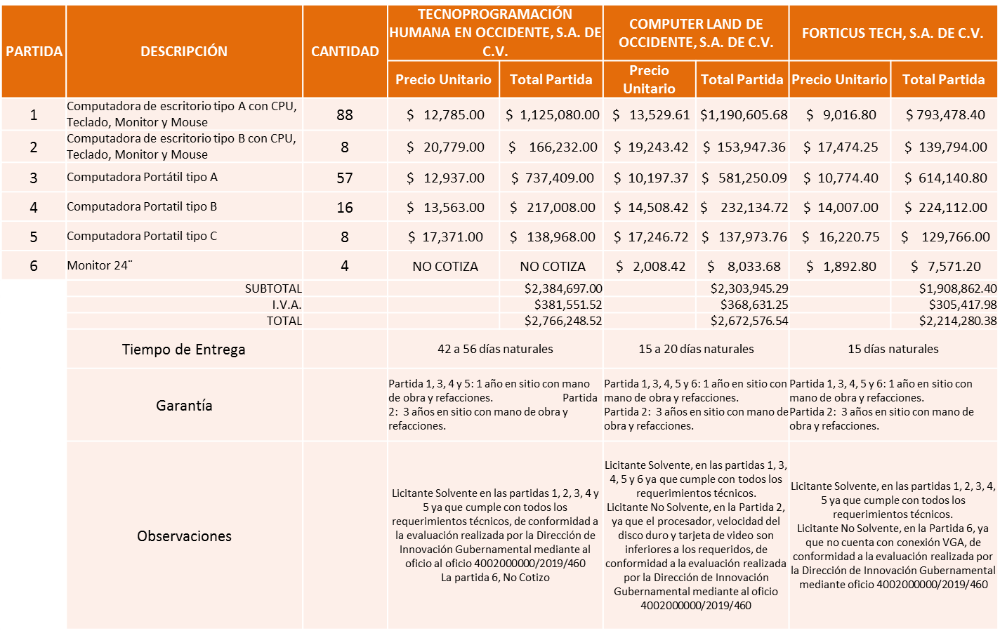 PARTIDA
DESCRIPCIÓN
CANTIDAD
TECNOPROGRAMACIÓN
HUMANA EN OCCIDENTE, S.A. DE
C.V.
COMPUTER LAND DE
OCCIDENTE, S.A. DE C.V.
FORTICUS TECH, S.A. DE C.V.
Precio Unitario
Total Partida
Precio
Unitario
Total Partida
Precio Unitario
Total Partida
1
Computadora de escritorio tipo A con CPU,
Teclado, Monitor y Mouse
88
$ 12,785.00
$ 1,125,080.00
$ 13,529.61
$1,190,605.68
$ 9,016.80
$ 793,478.40
2
Computadora de escritorio tipo B con CPU,
Teclado, Monitor y Mouse
8
$ 20,779.00
$ 166,232.00
$ 19,243.42
$ 153,947.36
$ 17,474.25
$ 139,794.00
3
Computadora Portátil tipo A
57
$ 12,937.00
$ 737,409.00
$ 10,197.37
$ 581,250.09
$ 10,774.40
$ 614,140.80
4
Computadora Portatil tipo B
16
$ 13,563.00
$ 217,008.00
$ 14,508.42
$ 232,134.72
$ 14,007.00
$ 224,112.00
5
Computadora Portatil tipo C
8
$ 17,371.00
$ 138,968.00
$ 17,246.72
$ 137,973.76
$ 16,220.75
$ 129,766.00
6
Monitor 24¨
4
NO COTIZA
NO COTIZA
$ 2,008.42
$ 8,033.68
$ 1,892.80
$ 7,571.20
SUBTOTAL
$2,384,697.00
$2,303,945.29
$1,908,862.40
I.V.A.
$381,551.52
$368,631.25
$305,417.98
TOTAL
$2,766,248.52
$2,672,576.54
$2,214,280.38
Tiempo de Entrega
42 a 56 días naturales
15 a 20 días naturales
15 días naturales
Garantía
Partida 1, 3, 4 y 5: 1 año en sitio con mano
de obra y refacciones. Partida
2: 3 años en sitio con mano de obra y
refacciones.
Partida 1, 3, 4, 5 y 6: 1 año en sitio con
mano de obra y refacciones.
Partida 2: 3 años en sitio con mano de
obra y refacciones.
Partida 1, 3, 4, 5 y 6: 1 año en sitio con
mano de obra y refacciones.
Partida 2: 3 años en sitio con mano de
obra y refacciones.
Observaciones
Licitante Solvente en las partidas 1, 2, 3, 4 y
5 ya que cumple con todos los
requerimientos técnicos, de conformidad a
la evaluación realizada por la Dirección de
Innovación Gubernamental mediante al
oficio al oficio 4002000000/2019/460
La partida 6, No Cotizo
Licitante Solvente, en las partidas 1, 3,
4, 5 y 6 ya que cumple con todos los
requerimientos técnicos.
Licitante No Solvente, en la Partida 2,
ya que el procesador, velocidad del
disco duro y tarjeta de video son
inferiores a los requeridos, de
conformidad a la evaluación realizada
por la Dirección de Innovación
Gubernamental mediante al oficio
4002000000/2019/460
Licitante Solvente, en las partidas 1, 2, 3, 4,
5 ya que cumple con todos los
requerimientos técnicos.
Licitante No Solvente, en la Partida 6, ya
que no cuenta con conexión VGA, de
conformidad a la evaluación realizada por
la Dirección de Innovación Gubernamental
mediante oficio 4002000000/2019/460